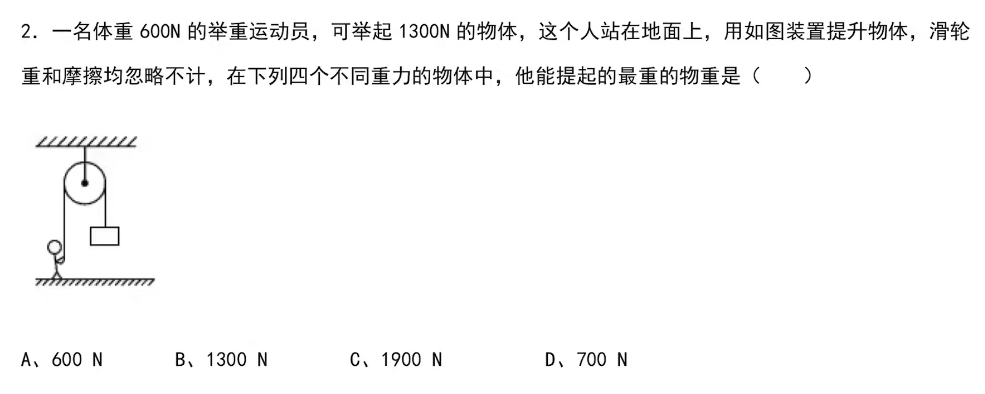 2. 一名体重 600N 的举重运动员，可举起 1300N 的物体，这个人站在地面上，用如图装置提升物体，滑轮
重和摩擦均忽略不计，在下列四个不同重力的物体中，他能提起的最重的物重是（　　）
A、600 N　　B、1300 N　　C、1900 N　　D、700 N